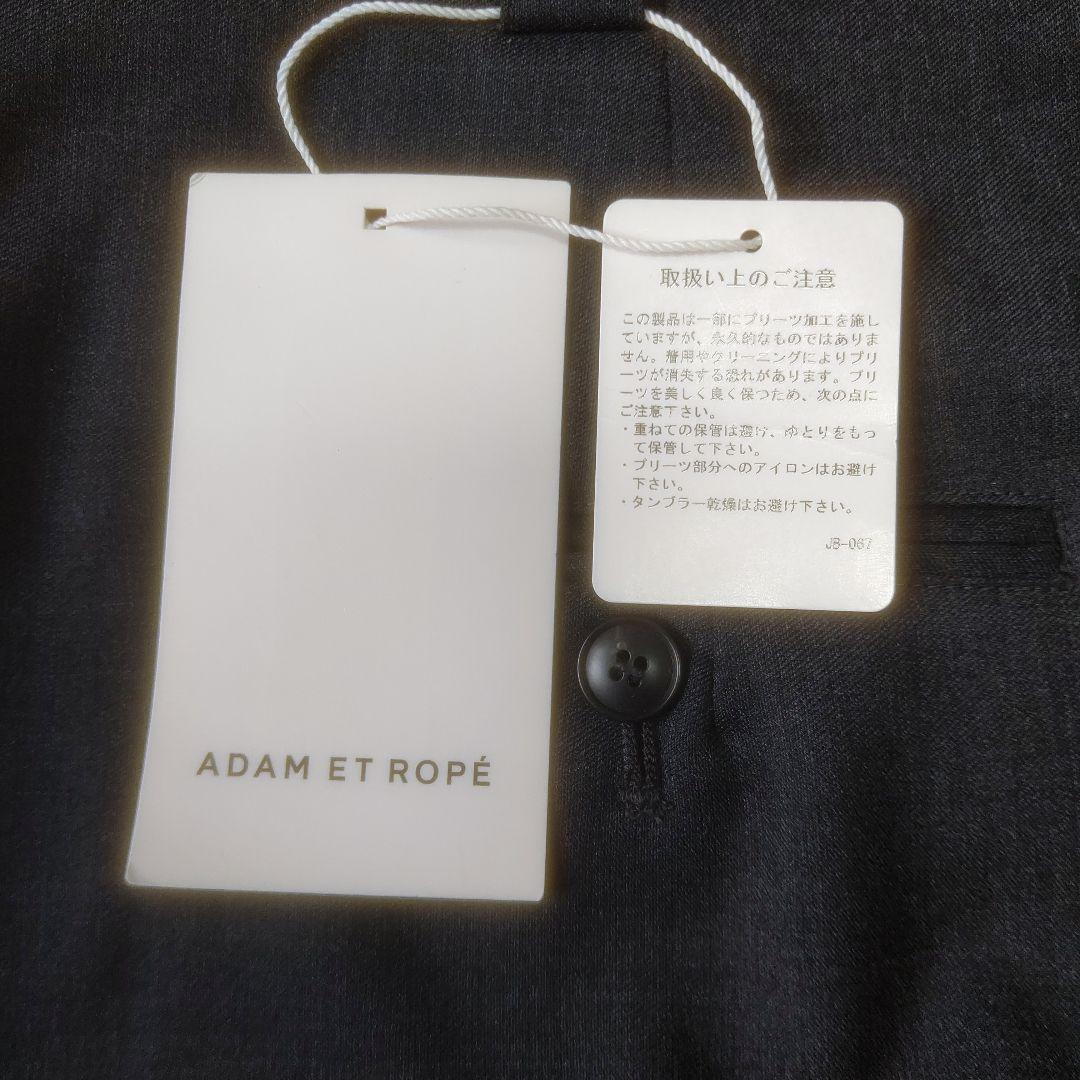 ADAM ET ROPÉ
取扱い上のご注意
この製品は一部にプリーツ加工を施し
ていますが、永久的なものではありま
せん。着用やクリーニングによりプリ
ーツが消失する恐れがあります。プリ
ーツを美しく良く保つため、次の点に
ご注意下さい。
・重ねての保管は避け、ゆとりをもっ
て保管して下さい。
・プリーツ部分へのアイロンはお避け
下さい。
・タンブラー乾燥はお避け下さい。
JB-067